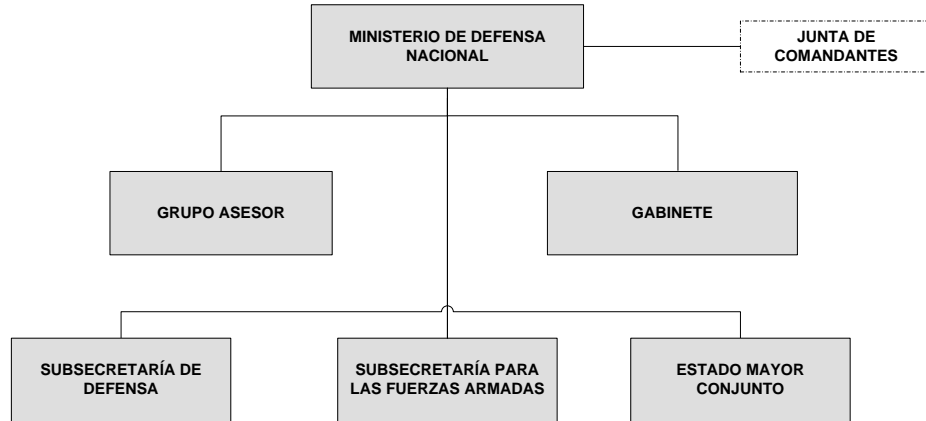 MINISTERIO DE DEFENSA
NACIONAL
JUNTA DE
COMANDANTES
GRUPO ASESOR
GABINETE
SUBSECRETARÍA DE
DEFENSA
SUBSECRETARÍA PARA
LAS FUERZAS ARMADAS
ESTADO MAYOR
CONJUNTO